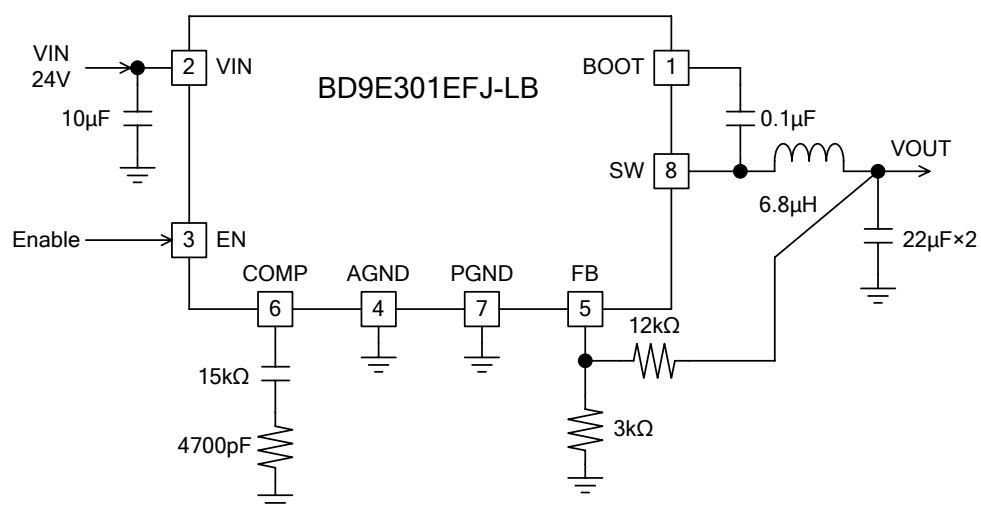 VIN
24V
2
VIN
BD9E301EFJ-LB
BOOT
1
10µF
0.1µF
SW
8
VOUT
6.8µH
Enable
3
EN
22µF×2
COMP
AGND
PGND
FB
6
4
7
5
12kΩ
15kΩ
3kΩ
4700pF